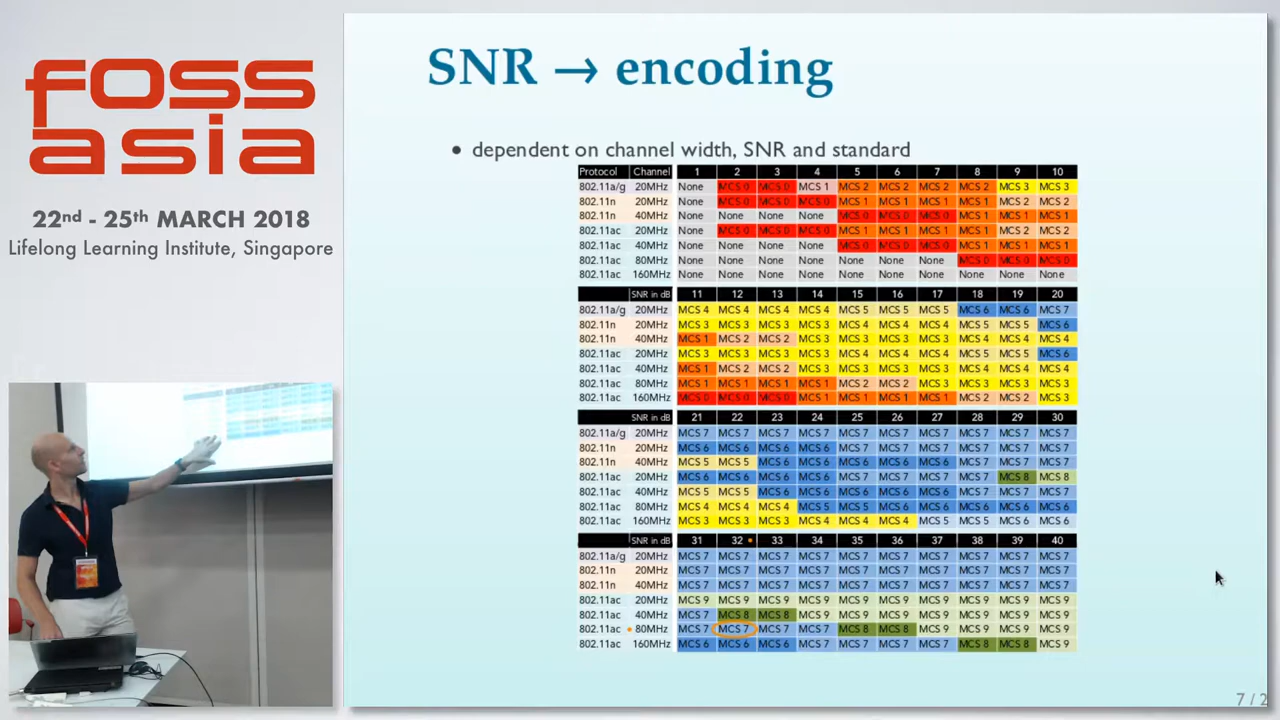 foss
asia
22nd - 25th MARCH 2018
Lifelong Learning Institute, Singapore
SNR → encoding
• dependent on channel width, SNR and standard
Protocol Channel 1 2 3 4 5 6 7 8 9 10
802.11a/g 20MHz None MCS 0 MCS 0 MCS 1 MCS 2 MCS 2 MCS 2 MCS 2 MCS 3 MCS 3
802.11n 20MHz None MCS 0 MCS 0 MCS 0 MCS 1 MCS 1 MCS 1 MCS 1 MCS 2 MCS 2
802.11n 40MHz None None None None MCS 0 MCS 0 MCS 0 MCS 1 MCS 1 MCS 1
802.11ac 20MHz None MCS 0 MCS 0 MCS 0 MCS 1 MCS 1 MCS 1 MCS 1 MCS 2 MCS 2
802.11ac 40MHz None None None None MCS 0 MCS 0 MCS 0 MCS 1 MCS 1 MCS 1
802.11ac 80MHz None None None None None None None MCS 0 MCS 0 MCS 0
802.11ac 160MHz None None None None None None None None None None
SNR in dB 11 12 13 14 15 16 17 18 19 20
802.11a/g 20MHz MCS 4 MCS 4 MCS 4 MCS 4 MCS 5 MCS 5 MCS 5 MCS 6 MCS 6 MCS 7
802.11n 20MHz MCS 3 MCS 3 MCS 3 MCS 3 MCS 4 MCS 4 MCS 4 MCS 5 MCS 5 MCS 6
802.11n 40MHz MCS 1 MCS 2 MCS 2 MCS 3 MCS 3 MCS 3 MCS 3 MCS 4 MCS 4 MCS 4
802.11ac 20MHz MCS 3 MCS 3 MCS 3 MCS 3 MCS 4 MCS 4 MCS 4 MCS 5 MCS 5 MCS 6
802.11ac 40MHz MCS 1 MCS 2 MCS 2 MCS 3 MCS 3 MCS 3 MCS 3 MCS 4 MCS 4 MCS 4
802.11ac 80MHz MCS 1 MCS 1 MCS 1 MCS 1 MCS 2 MCS 2 MCS 3 MCS 3 MCS 3 MCS 3
802.11ac 160MHz MCS 0 MCS 0 MCS 0 MCS 1 MCS 1 MCS 1 MCS 1 MCS 2 MCS 2 MCS 3
SNR in dB 21 22 23 24 25 26 27 28 29 30
802.11a/g 20MHz MCS 7 MCS 7 MCS 7 MCS 7 MCS 7 MCS 7 MCS 7 MCS 7 MCS 7 MCS 7
802.11n 20MHz MCS 6 MCS 6 MCS 6 MCS 6 MCS 7 MCS 7 MCS 7 MCS 7 MCS 7 MCS 7
802.11n 40MHz MCS 5 MCS 5 MCS 6 MCS 6 MCS 6 MCS 6 MCS 6 MCS 7 MCS 7 MCS 7
802.11ac 20MHz MCS 6 MCS 6 MCS 6 MCS 6 MCS 7 MCS 7 MCS 7 MCS 7 MCS 8 MCS 8
802.11ac 40MHz MCS 5 MCS 5 MCS 6 MCS 6 MCS 6 MCS 6 MCS 6 MCS 7 MCS 7 MCS 7
802.11ac 80MHz MCS 4 MCS 4 MCS 4 MCS 5 MCS 5 MCS 6 MCS 6 MCS 6 MCS 6 MCS 6
802.11ac 160MHz MCS 3 MCS 3 MCS 3 MCS 4 MCS 4 MCS 4 MCS 5 MCS 5 MCS 6 MCS 6
SNR in dB 31 32 33 34 35 36 37 38 39 40
802.11a/g 20MHz MCS 7 MCS 7 MCS 7 MCS 7 MCS 7 MCS 7 MCS 7 MCS 7 MCS 7 MCS 7
802.11n 20MHz MCS 7 MCS 7 MCS 7 MCS 7 MCS 7 MCS 7 MCS 7 MCS 7 MCS 7 MCS 7
802.11n 40MHz MCS 7 MCS 7 MCS 7 MCS 7 MCS 7 MCS 7 MCS 7 MCS 7 MCS 7 MCS 7
802.11ac 20MHz MCS 9 MCS 9 MCS 9 MCS 9 MCS 9 MCS 9 MCS 9 MCS 9 MCS 9 MCS 9
802.11ac 40MHz MCS 7 MCS 8 MCS 8 MCS 9 MCS 9 MCS 9 MCS 9 MCS 9 MCS 9 MCS 9
802.11ac 80MHz MCS 7 MCS 7 MCS 7 MCS 7 MCS 8 MCS 8 MCS 9 MCS 9 MCS 9 MCS 9
802.11ac 160MHz MCS 6 MCS 6 MCS 6 MCS 7 MCS 7 MCS 7 MCS 7 MCS 8 MCS 8 MCS 9
7 / 2